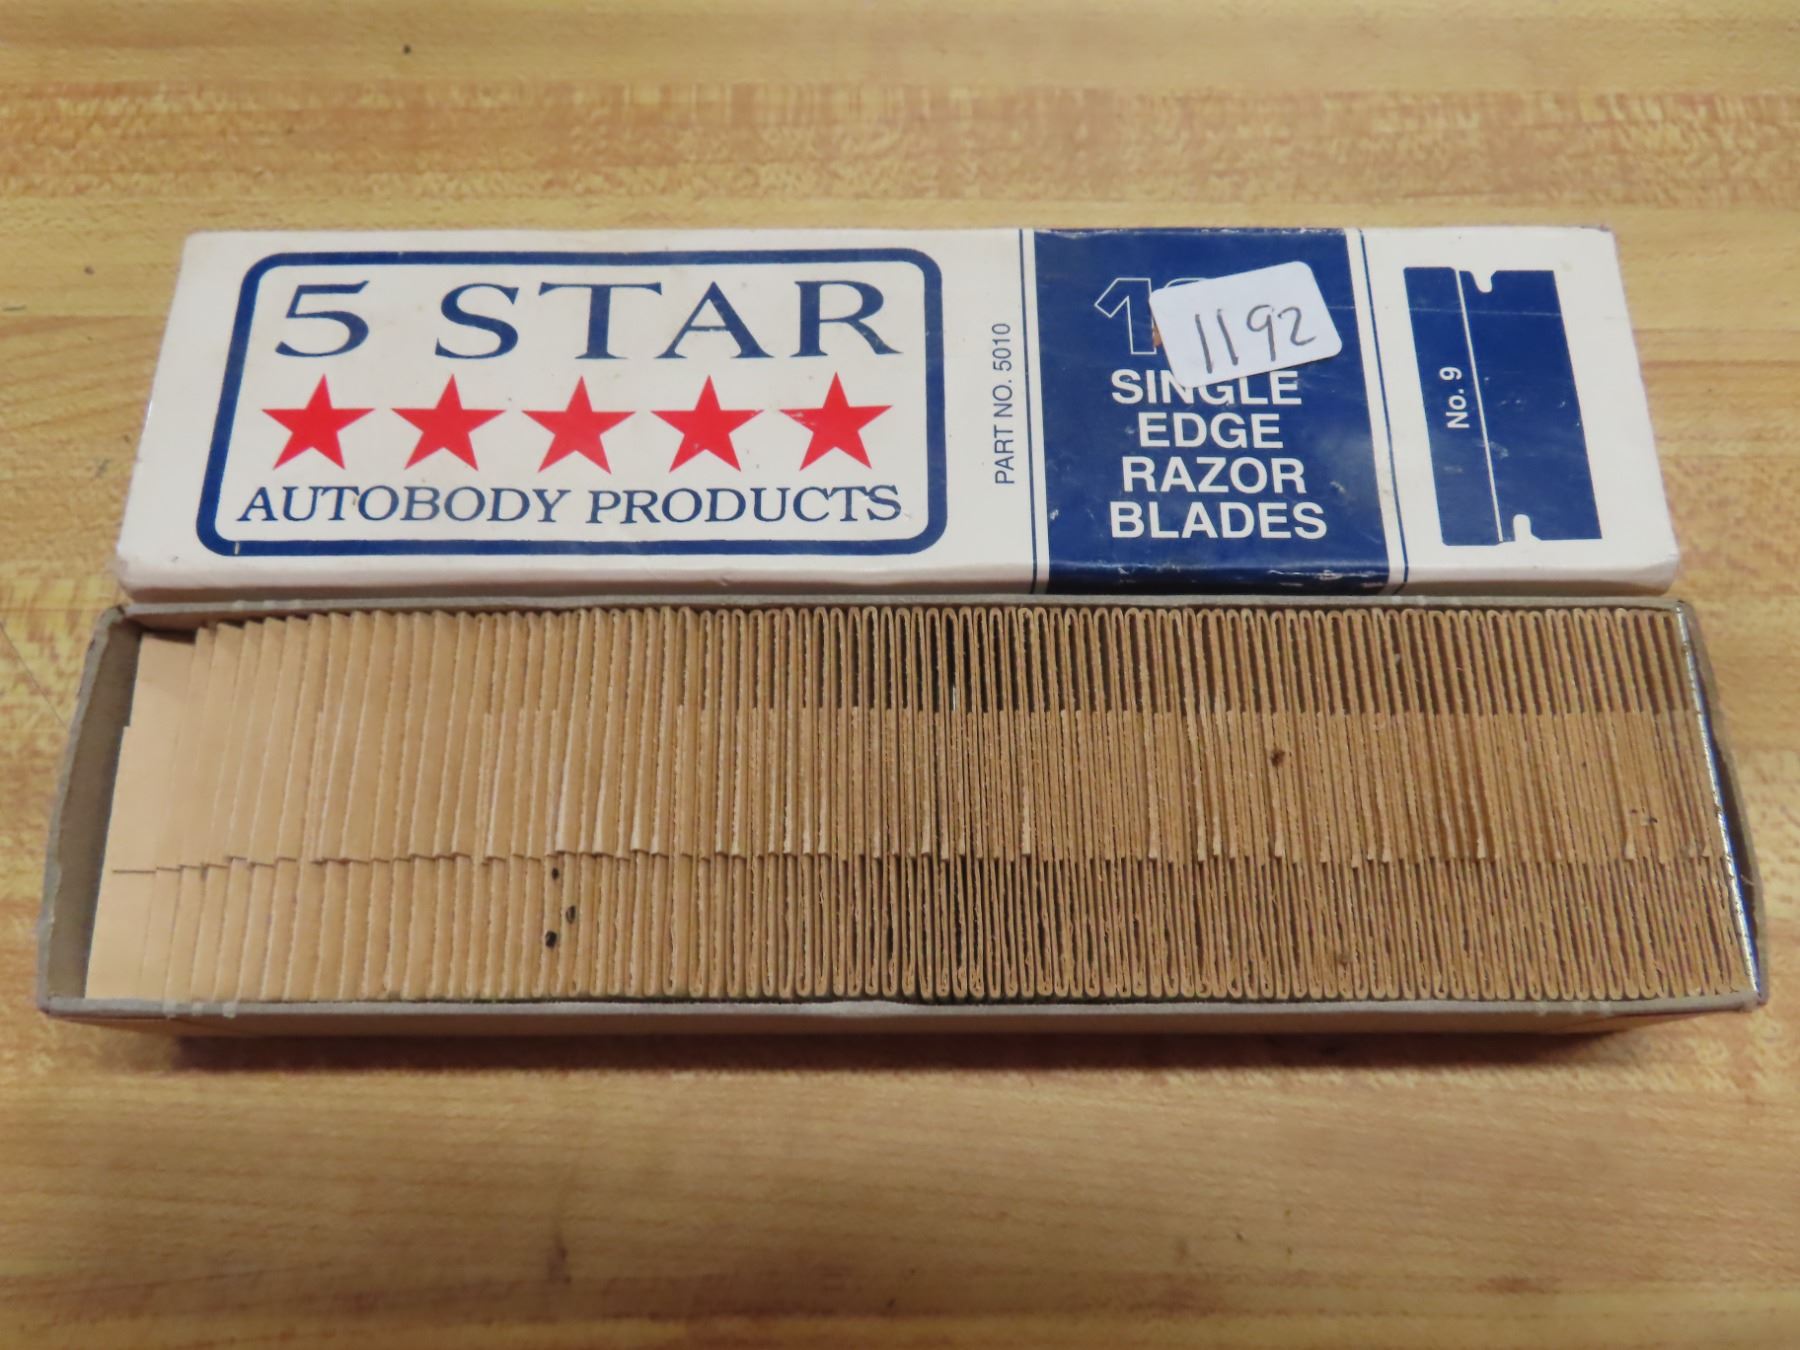 5 STAR
AUTOBODY PRODUCTS
PART NO. 5010
1192
SINGLE
EDGE
RAZOR
BLADES
No. 9